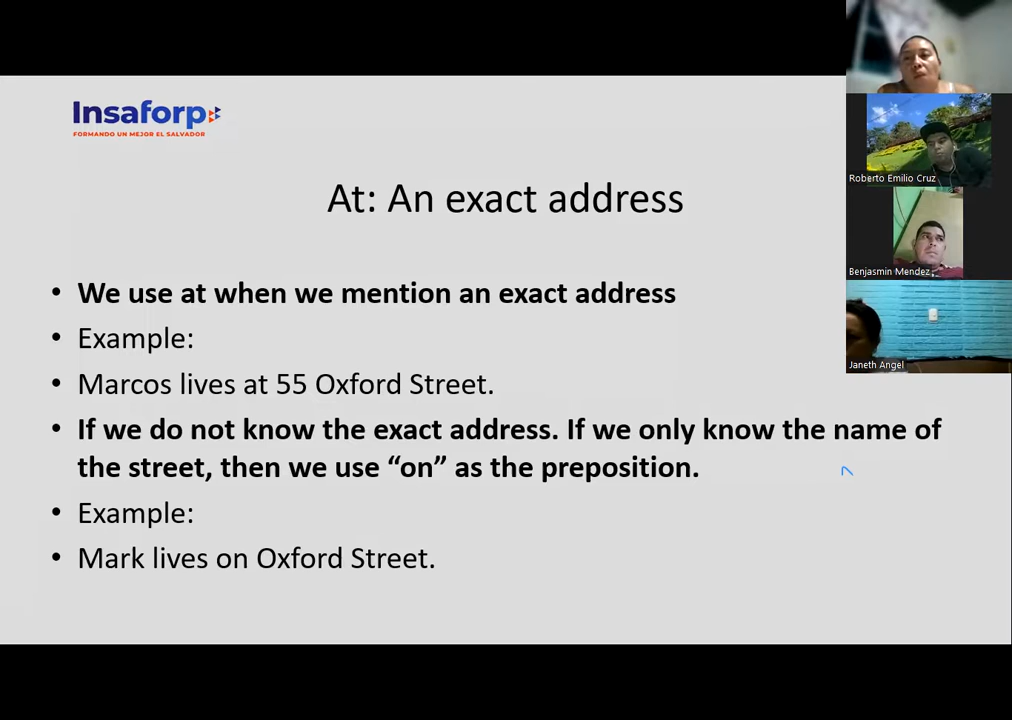 Insaforp
FORMANDO UN MEJOR EL SALVADOR
At: An exact address
• We use at when we mention an exact address
• Example:
• Marcos lives at 55 Oxford Street.
• If we do not know the exact address. If we only know the name of
the street, then we use “on” as the preposition.
• Example:
• Mark lives on Oxford Street.
Roberto Emilio Cruz
Benjasmin Mendez
Janeth Angel